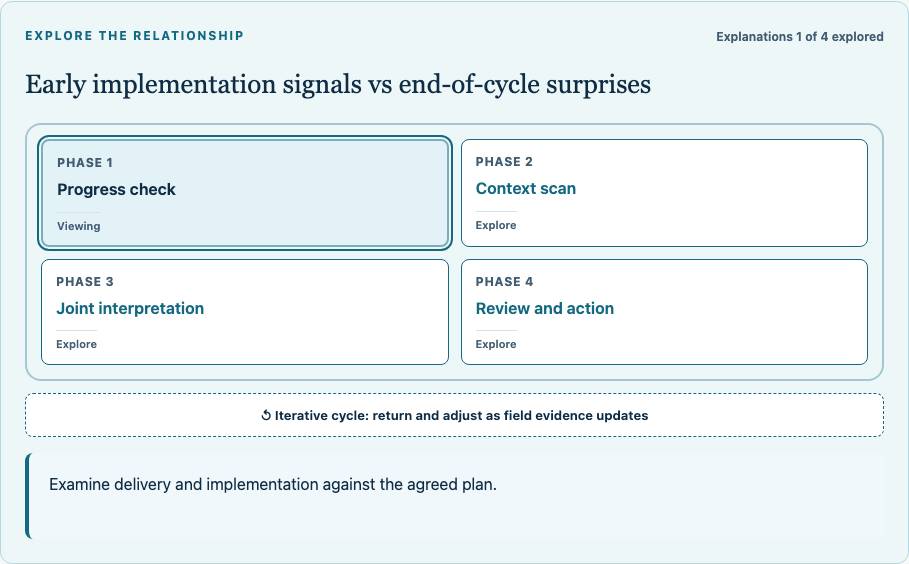 EXPLORE THE RELATIONSHIP
Explanations 1 of 4 explored
Early implementation signals vs end-of-cycle surprises
PHASE 1
Progress check
Viewing
PHASE 2
Context scan
Explore
PHASE 3
Joint interpretation
Explore
PHASE 4
Review and action
Explore
↺ Iterative cycle: return and adjust as field evidence updates
Examine delivery and implementation against the agreed plan.